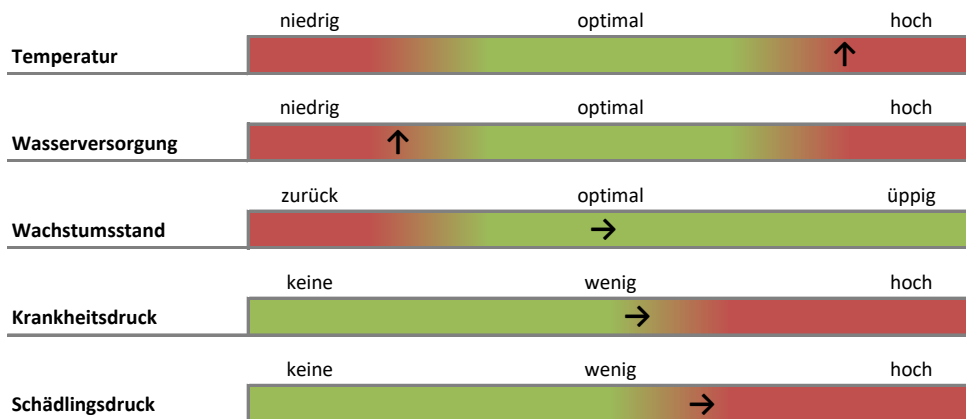 niedrig optimal hoch
Temperatur
niedrig optimal hoch
Wasserversorgung
zurück optimal üppig
Wachstumsstand
keine wenig hoch
Krankheitsdruck
keine wenig hoch
Schädlingsdruck